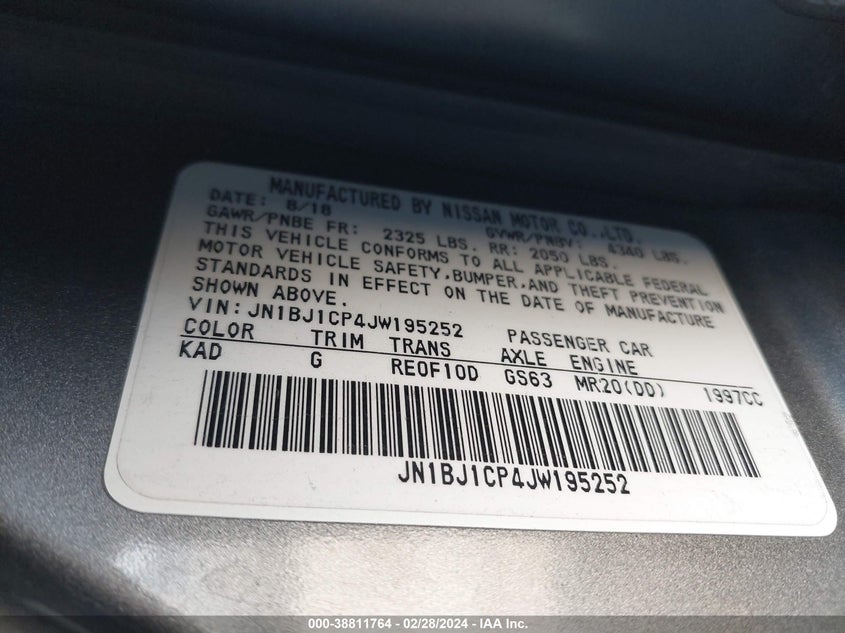 MANUFACTURED BY NISSAN MOTOR CO.,LTD.
DATE: 8/18 GVWR/PNBV: 4340 LBS.
GAWR/PNBE FR: 2325 LBS. RR: 2050 LBS.
THIS VEHICLE CONFORMS TO ALL APPLICABLE FEDERAL
MOTOR VEHICLE SAFETY,BUMPER,AND THEFT PREVENTION
STANDARDS IN EFFECT ON THE DATE OF MANUFACTURE
SHOWN ABOVE.
VIN:JN1BJ1CP4JW195252 PASSENGER CAR
COLOR TRIM TRANS AXLE ENGINE
KAD G RE0F10D GS63 MR20(DD) 1997CC
JN1BJ1CP4JW195252
000-38811764 - 02/28/2024 - IAA Inc.